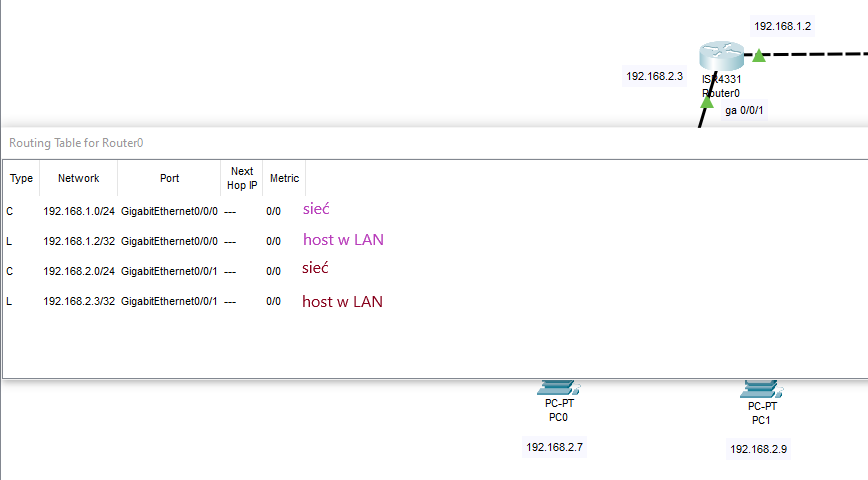 192.168.1.2
192.168.2.3
ISR4331
Router0
ga 0/0/1
Routing Table for Router0
Type Network Port Next Hop IP Metric
C 192.168.1.0/24 GigabitEthernet0/0/0 --- 0/0 sieć
L 192.168.1.2/32 GigabitEthernet0/0/0 --- 0/0 host w LAN
C 192.168.2.0/24 GigabitEthernet0/0/1 --- 0/0 sieć
L 192.168.2.3/32 GigabitEthernet0/0/1 --- 0/0 host w LAN
PC-PT
PC0
PC-PT
PC1
192.168.2.7
192.168.2.9